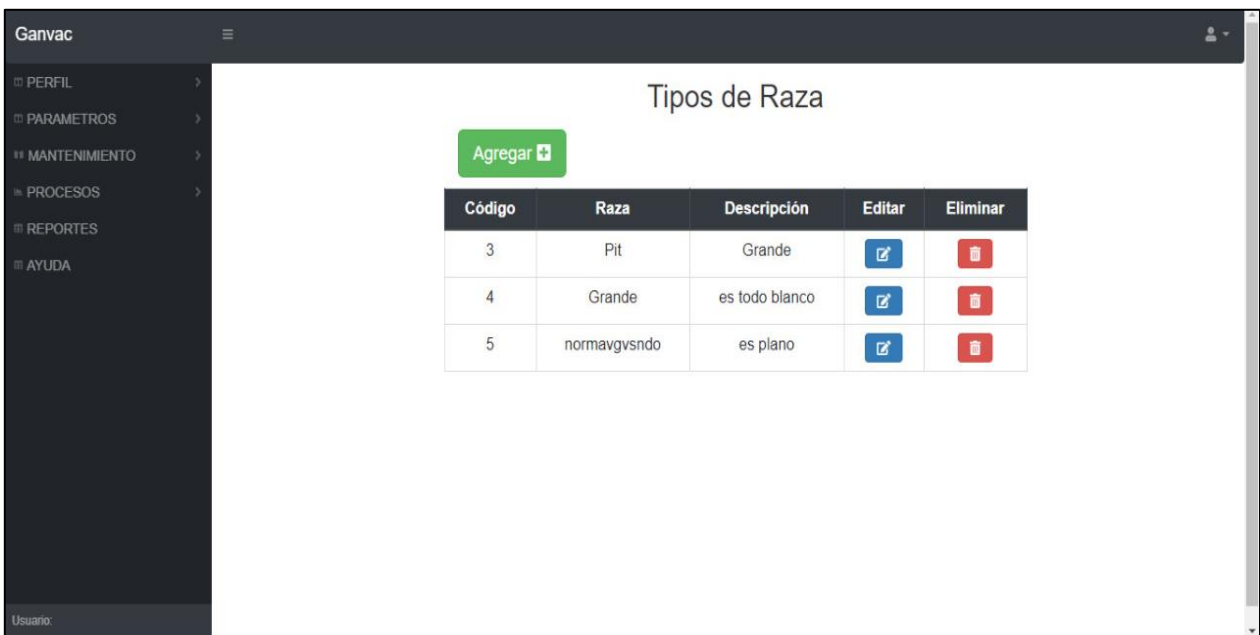 Ganvac
PERFIL
PARAMETROS
MANTENIMIENTO
PROCESOS
REPORTES
AYUDA
Usuario:
Tipos de Raza
Agregar
Código Raza Descripción Editar Eliminar
3 Pit Grande
4 Grande es todo blanco
5 normavgvsndo es plano